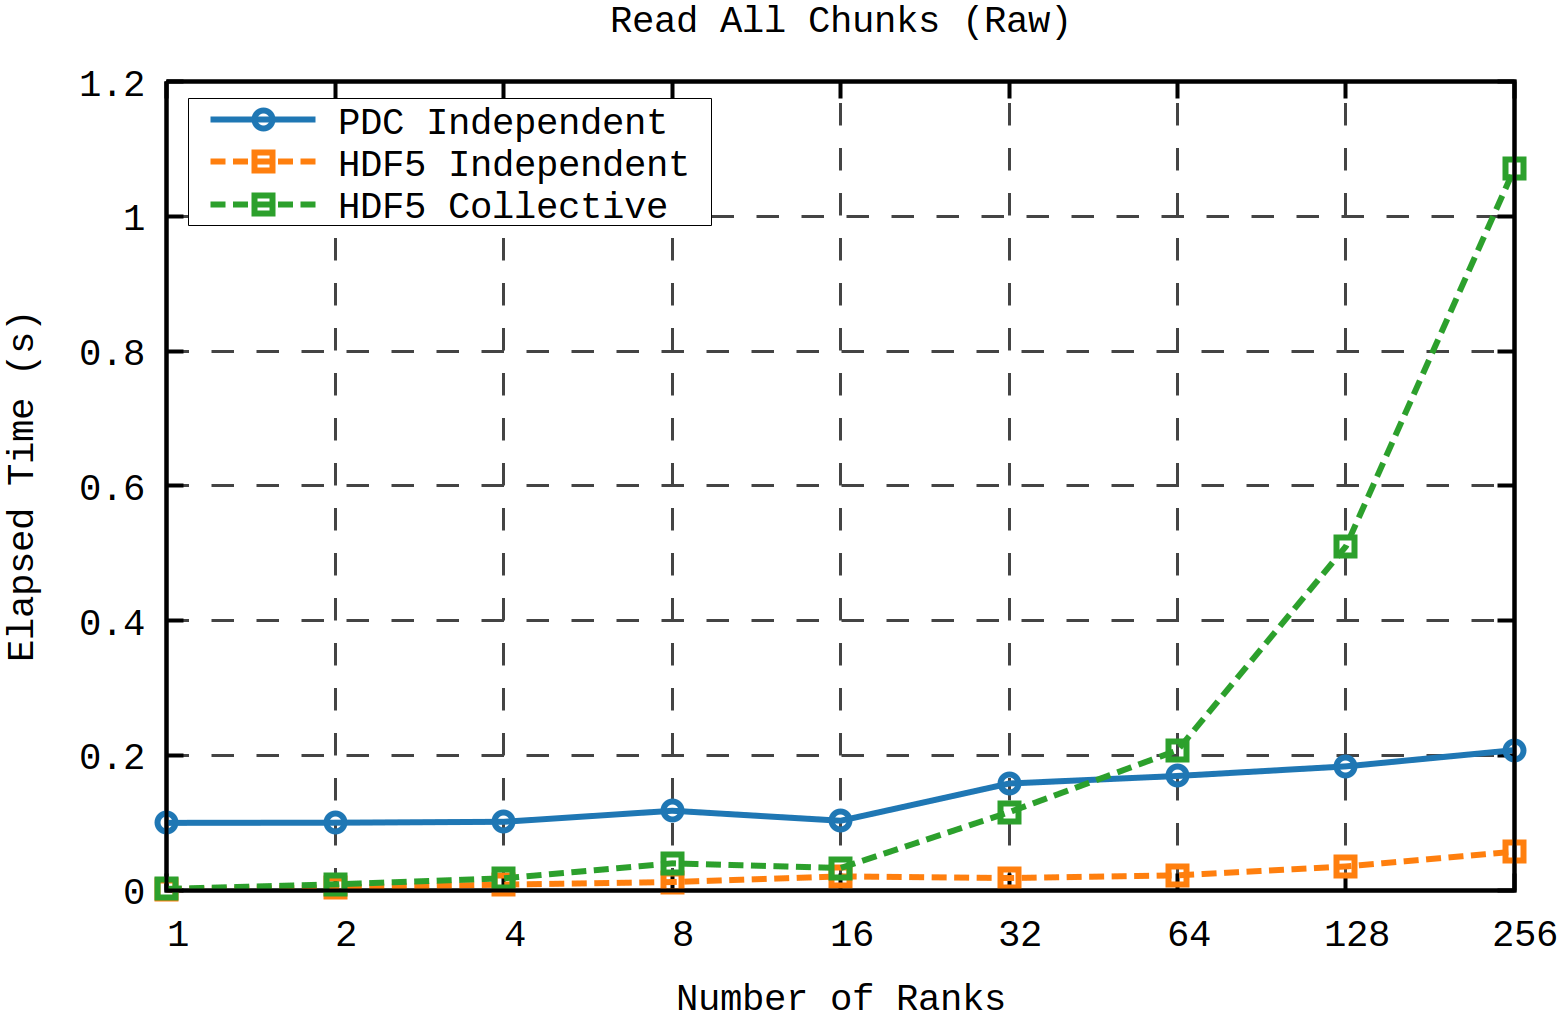 Read All Chunks (Raw)
1.2
1
0.8
0.6
0.4
0.2
0
Elapsed Time (s)
PDC Independent
HDF5 Independent
HDF5 Collective
1 2 4 8 16 32 64 128 256
Number of Ranks